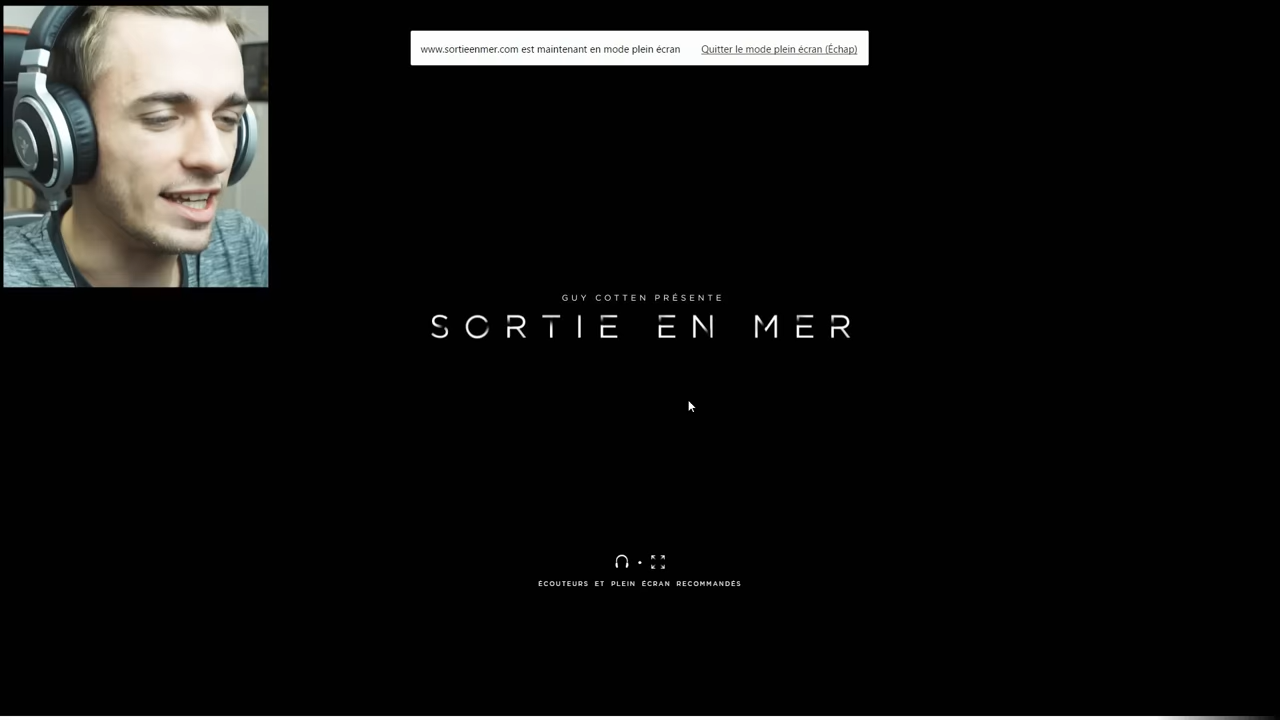 www.sortieenmer.com est maintenant en mode plein écran Quitter le mode plein écran (Échap)
GUY COTTEN PRÉSENTE
SORTIE EN MER
ÉCOUTEURS ET PLEIN ÉCRAN RECOMMANDÉS